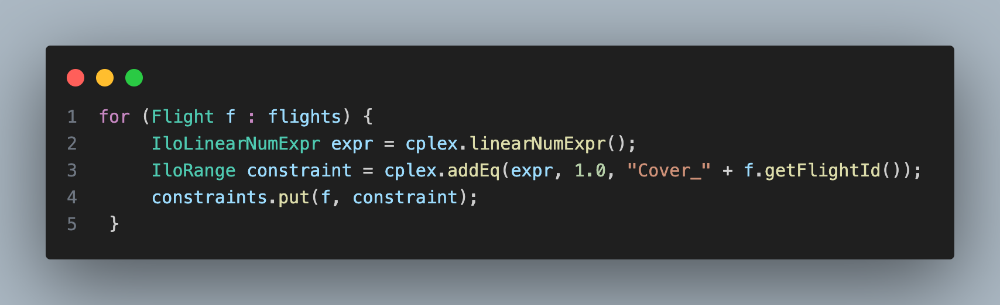 1 for (Flight f : flights) {
2 IloLinearNumExpr expr = cplex.linearNumExpr();
3 IloRange constraint = cplex.addEq(expr, 1.0, "Cover_" + f.getFlightId());
4 constraints.put(f, constraint);
5 }